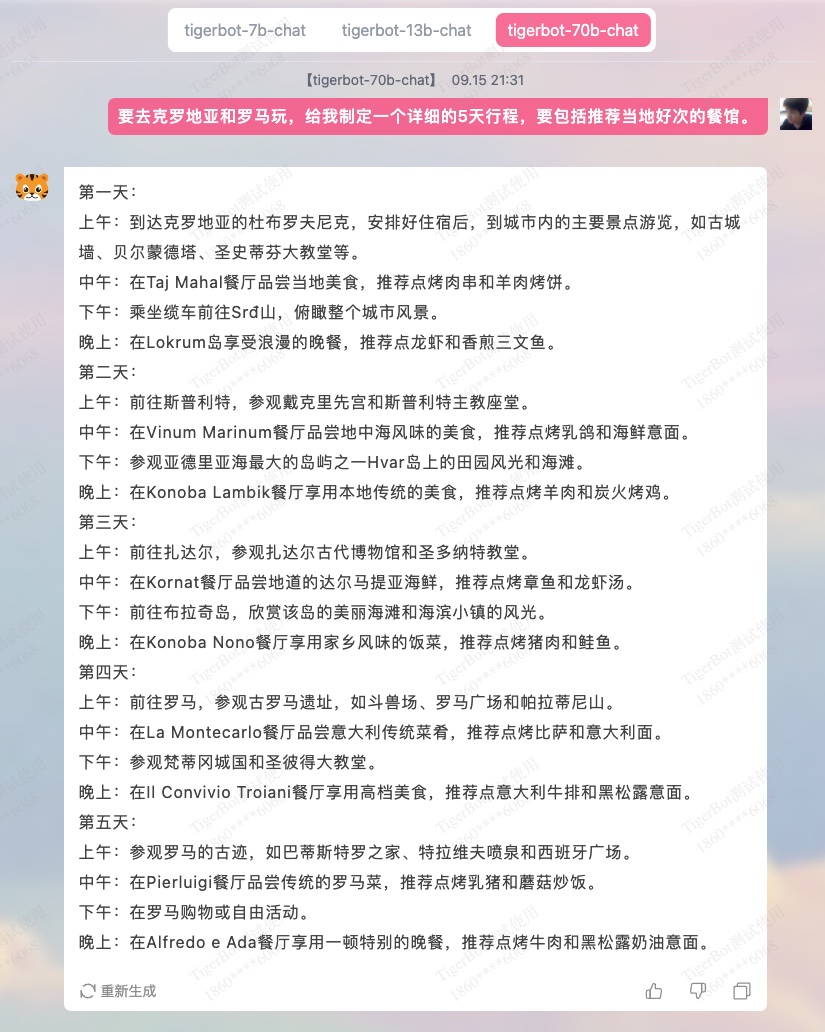 tigerbot-7b-chat tigerbot-13b-chat tigerbot-70b-chat
【tigerbot-70b-chat】 09.15 21:31
要去克罗地亚和罗马玩，给我制定一个详细的5天行程，要包括推荐当地好次的餐馆。
第一天：
上午：到达克罗地亚的杜布罗夫尼克，安排好住宿后，到城市内的主要景点游览，如古城
墙、贝尔蒙德塔、圣史蒂芬大教堂等。
中午：在Taj Mahal餐厅品尝当地美食，推荐点烤肉串和羊肉烤饼。
下午：乘坐缆车前往Srđ山，俯瞰整个城市风景。
晚上：在Lokrum岛享受浪漫的晚餐，推荐点龙虾和香煎三文鱼。
第二天：
上午：前往斯普利特，参观戴克里先宫和斯普利特主教座堂。
中午：在Vinum Marinum餐厅品尝地中海风味的美食，推荐点烤乳鸽和海鲜意面。
下午：参观亚德里亚海最大的岛屿之一Hvar岛上的田园风光和海滩。
晚上：在Konoba Lambik餐厅享用本地传统的美食，推荐点烤羊肉和炭火烤鸡。
第三天：
上午：前往扎达尔，参观扎达尔古代博物馆和圣多纳特教堂。
中午：在Kornat餐厅品尝地道的达尔马提亚海鲜，推荐点烤章鱼和龙虾汤。
下午：前往布拉奇岛，欣赏该岛的美丽海滩和海滨小镇的风光。
晚上：在Konoba Nono餐厅享用家乡风味的饭菜，推荐点烤猪肉和鲑鱼。
第四天：
上午：前往罗马，参观古罗马遗址，如斗兽场、罗马广场和帕拉蒂尼山。
中午：在La Montecarlo餐厅品尝意大利传统菜肴，推荐点烤比萨和意大利面。
下午：参观梵蒂冈城国和圣彼得大教堂。
晚上：在Il Convivio Troiani餐厅享用高档美食，推荐点意大利牛排和黑松露意面。
第五天：
上午：参观罗马的古迹，如巴蒂斯特罗之家、特拉维夫喷泉和西班牙广场。
中午：在Pierluigi餐厅品尝传统的罗马菜，推荐点烤乳猪和蘑菇炒饭。
下午：在罗马购物或自由活动。
晚上：在Alfredo e Ada餐厅享用一顿特别的晚餐，推荐点烤牛肉和黑松露奶油意面。
重新生成
TigerBot测试使用
1860****6068